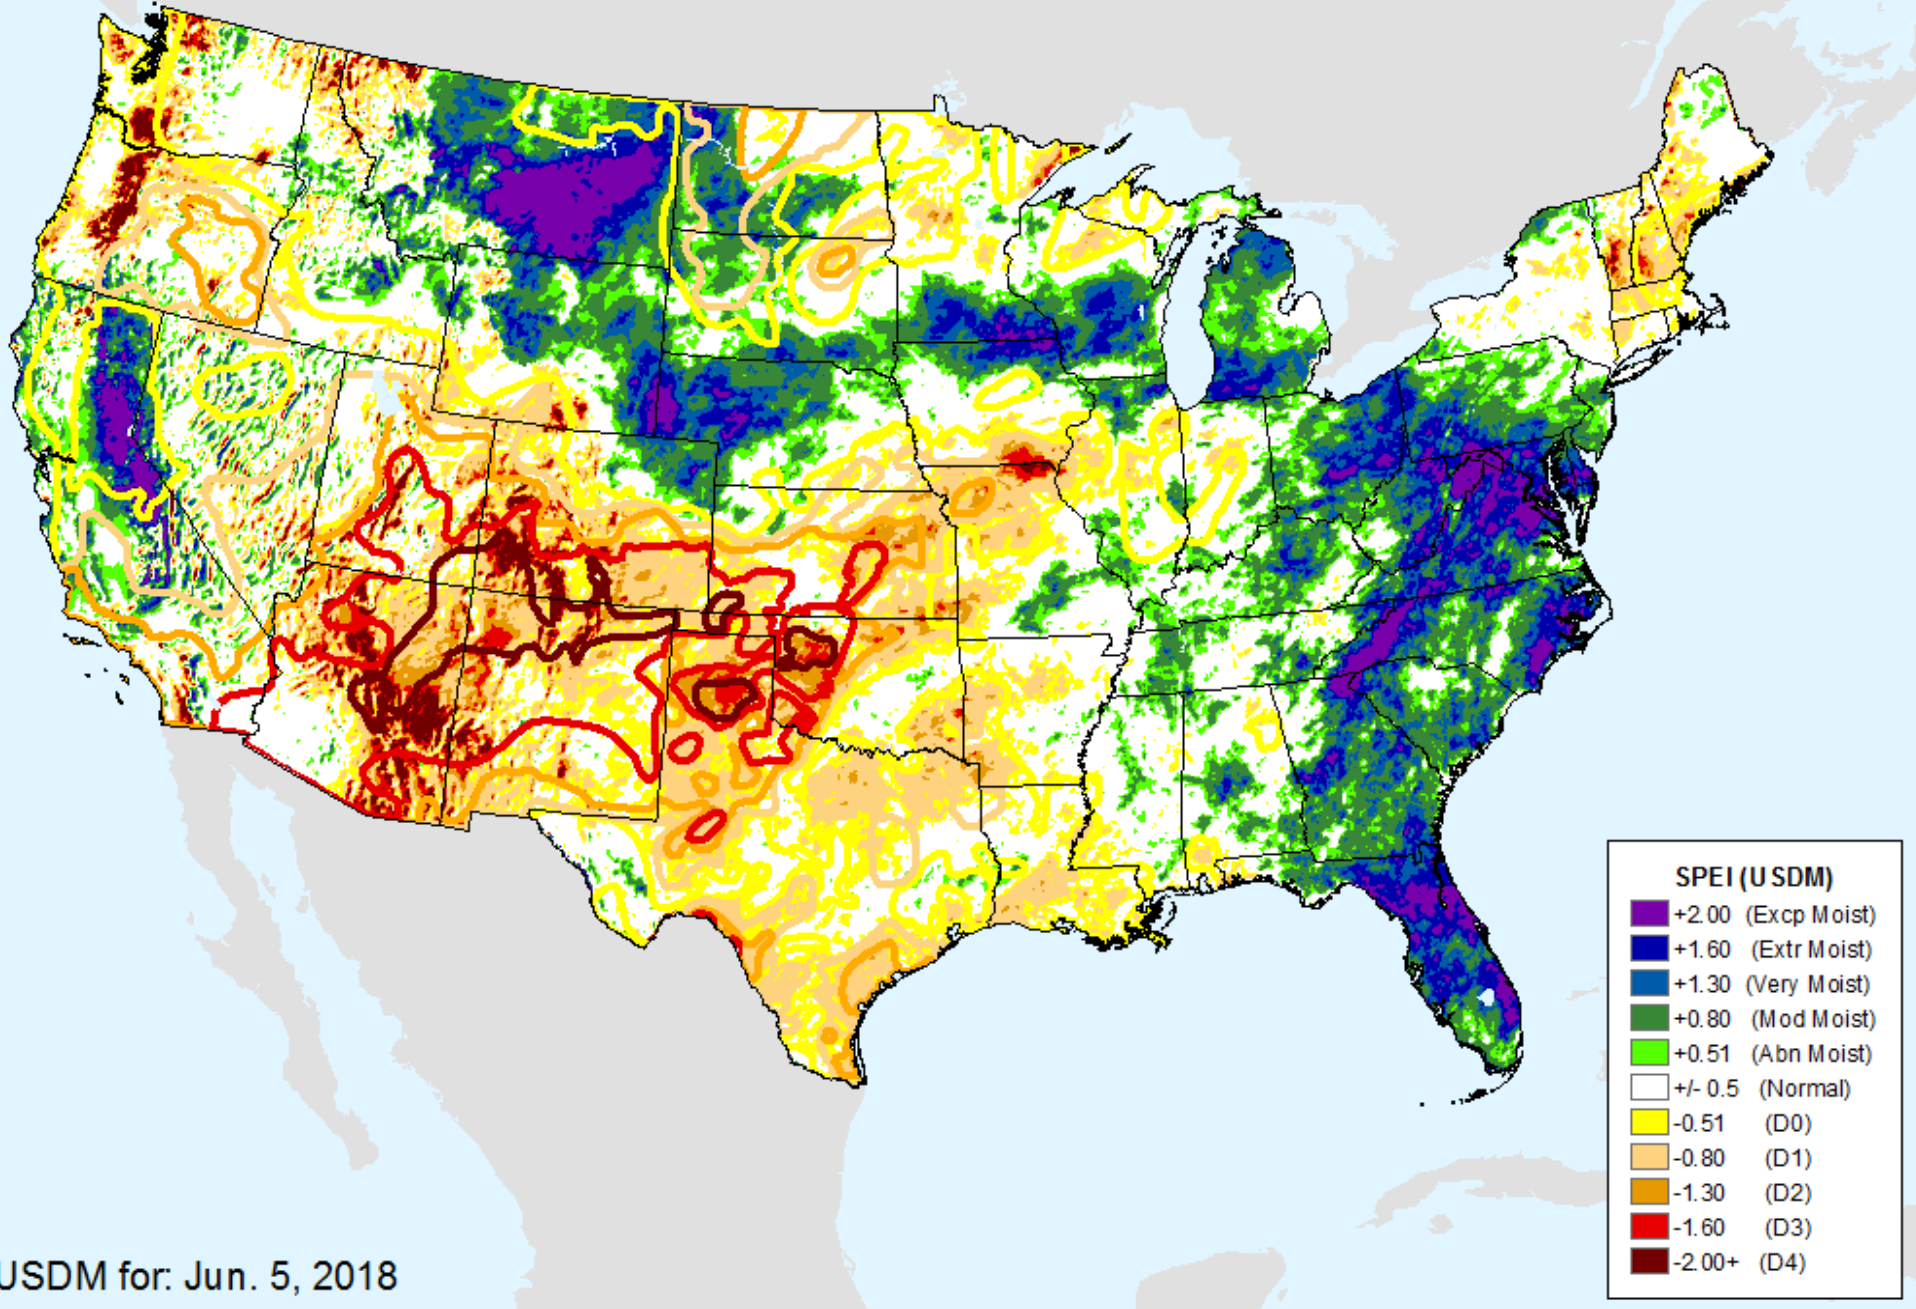 SPEI (USDM)
+2.00 (Excp Moist)
+1.60 (Extr Moist)
+1.30 (Very Moist)
+0.80 (Mod Moist)
+0.51 (Abn Moist)
+/- 0.5 (Normal)
-0.51 (D0)
-0.80 (D1)
-1.30 (D2)
-1.60 (D3)
-2.00+ (D4)
USDM for: Jun. 5, 2018